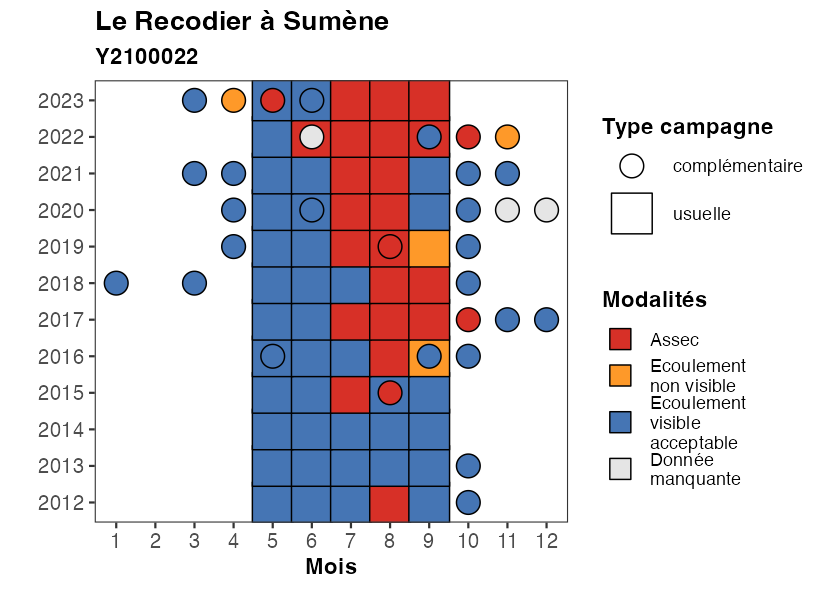 Le Recodier à Sumène
Y2100022
2023
2022
2021
2020
2019
2018
2017
2016
2015
2014
2013
2012
1 2 3 4 5 6 7 8 9 10 11 12
Mois
Type campagne
complémentaire
usuelle
Modalités
Assec
Ecoulement
non visible
Ecoulement
visible
acceptable
Donnée
manquante